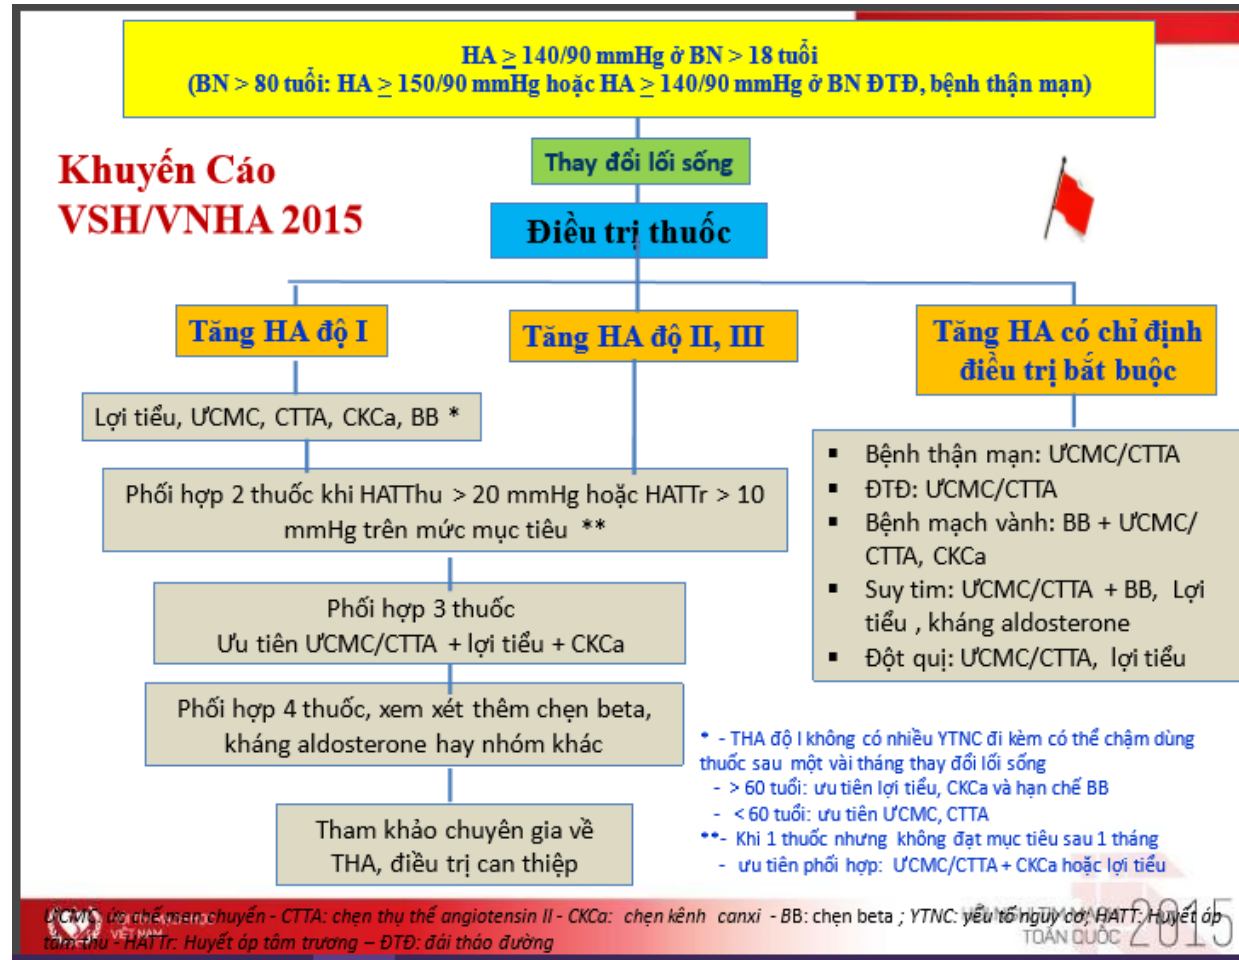 HA ≥ 140/90 mmHg ở BN > 18 tuổi
(BN > 80 tuổi: HA ≥ 150/90 mmHg hoặc HA ≥ 140/90 mmHg ở BN ĐTĐ, bệnh thận mạn)
Khuyến Cáo
VSH/VNHA 2015
Thay đổi lối sống
Điều trị thuốc
Tăng HA độ I
Tăng HA độ II, III
Tăng HA có chỉ định
điều trị bắt buộc
Lợi tiểu, ƯCMC, CTTA, CKCa, BB *
Phối hợp 2 thuốc khi HATThu > 20 mmHg hoặc HATTr > 10
mmHg trên mức mục tiêu **
Phối hợp 3 thuốc
Ưu tiên ƯCMC/CTTA + lợi tiểu + CKCa
Phối hợp 4 thuốc, xem xét thêm chẹn beta,
kháng aldosterone hay nhóm khác
Tham khảo chuyên gia về
THA, điều trị can thiệp
▪ Bệnh thận mạn: ƯCMC/CTTA
▪ ĐTĐ: ƯCMC/CTTA
▪ Bệnh mạch vành: BB + ƯCMC/
CTTA, CKCa
▪ Suy tim: ƯCMC/CTTA + BB, Lợi
tiểu , kháng aldosterone
▪ Đột quị: ƯCMC/CTTA, lợi tiểu
* - THA độ I không có nhiều YTNC đi kèm có thể chậm dùng
thuốc sau một vài tháng thay đổi lối sống
- > 60 tuổi: ưu tiên lợi tiểu, CKCa và hạn chế BB
- < 60 tuổi: ưu tiên ƯCMC, CTTA
**- Khi 1 thuốc nhưng không đạt mục tiêu sau 1 tháng
- ưu tiên phối hợp: ƯCMC/CTTA + CKCa hoặc lợi tiểu
ƯCMC: ức chế men chuyển - CTTA: chẹn thụ thể angiotensin II - CKCa: chẹn kênh canxi - BB: chẹn beta ; YTNC: yếu tố nguy cơ; HATT: Huyết áp
tâm thu - HATTr: Huyết áp tâm trương – ĐTĐ: đái tháo đường
VIỆT NAM
TOÀN QUỐC 2015